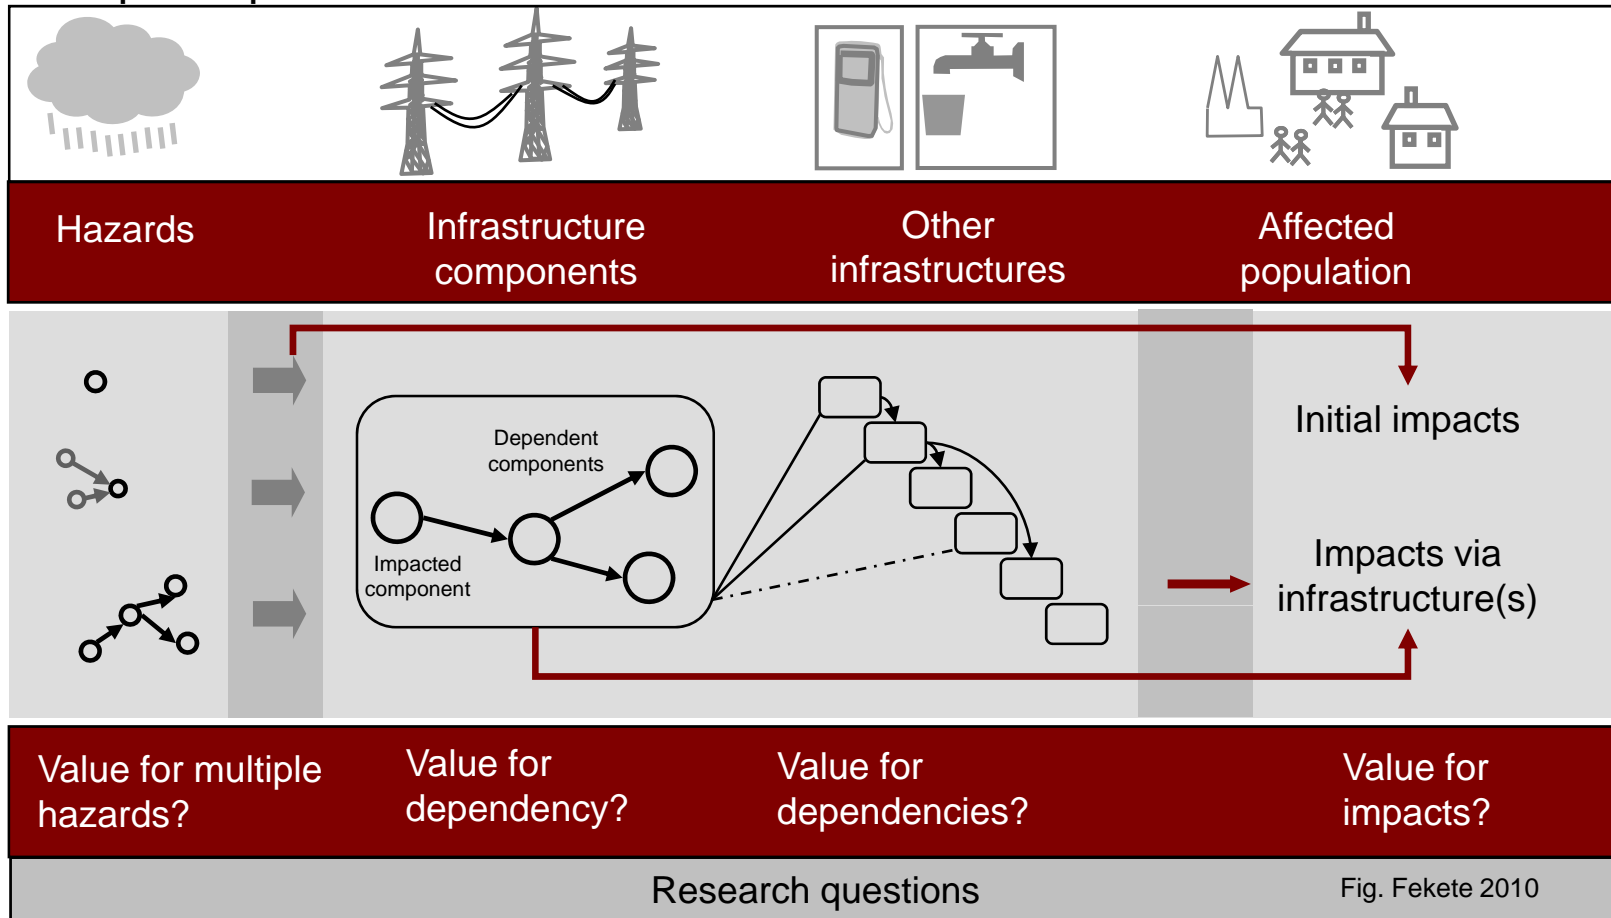 Hazards
Infrastructure
components
Other
infrastructures
Affected
population
Dependent
components
Impacted
component
Initial impacts
Impacts via
infrastructure(s)
Value for multiple
hazards?
Value for
dependency?
Value for
dependencies?
Value for
impacts?
Research questions
Fig. Fekete 2010